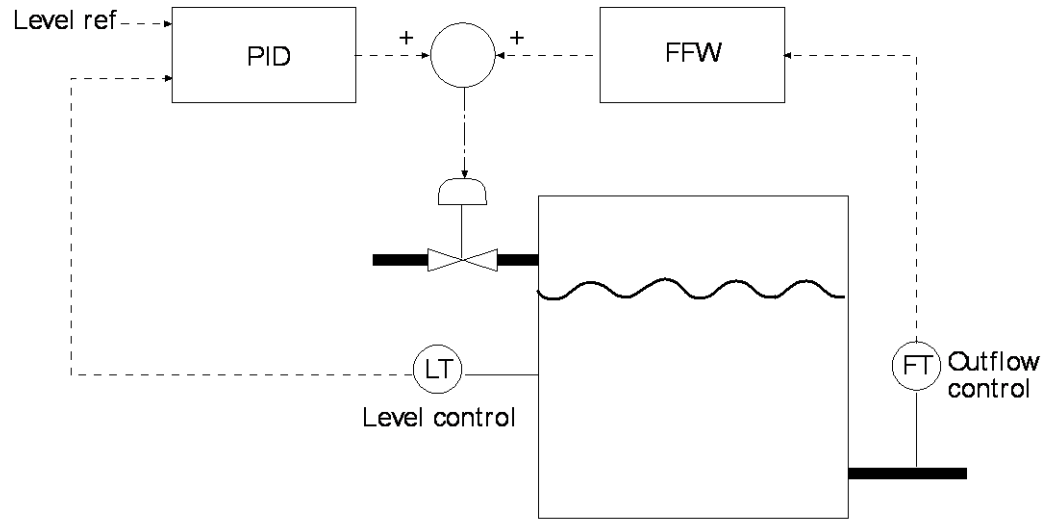 Level ref
PID
+
+
FFW
LT
Level control
FT
Outflow
control